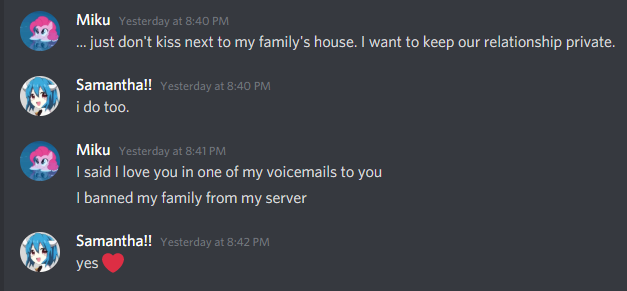 Miku Yesterday at 8:40 PM
... just don't kiss next to my family's house. I want to keep our relationship private.
Samantha!! Yesterday at 8:40 PM
i do too.
Miku Yesterday at 8:41 PM
I said I love you in one of my voicemails to you
I banned my family from my server
Samantha!! Yesterday at 8:42 PM
yes ❤️